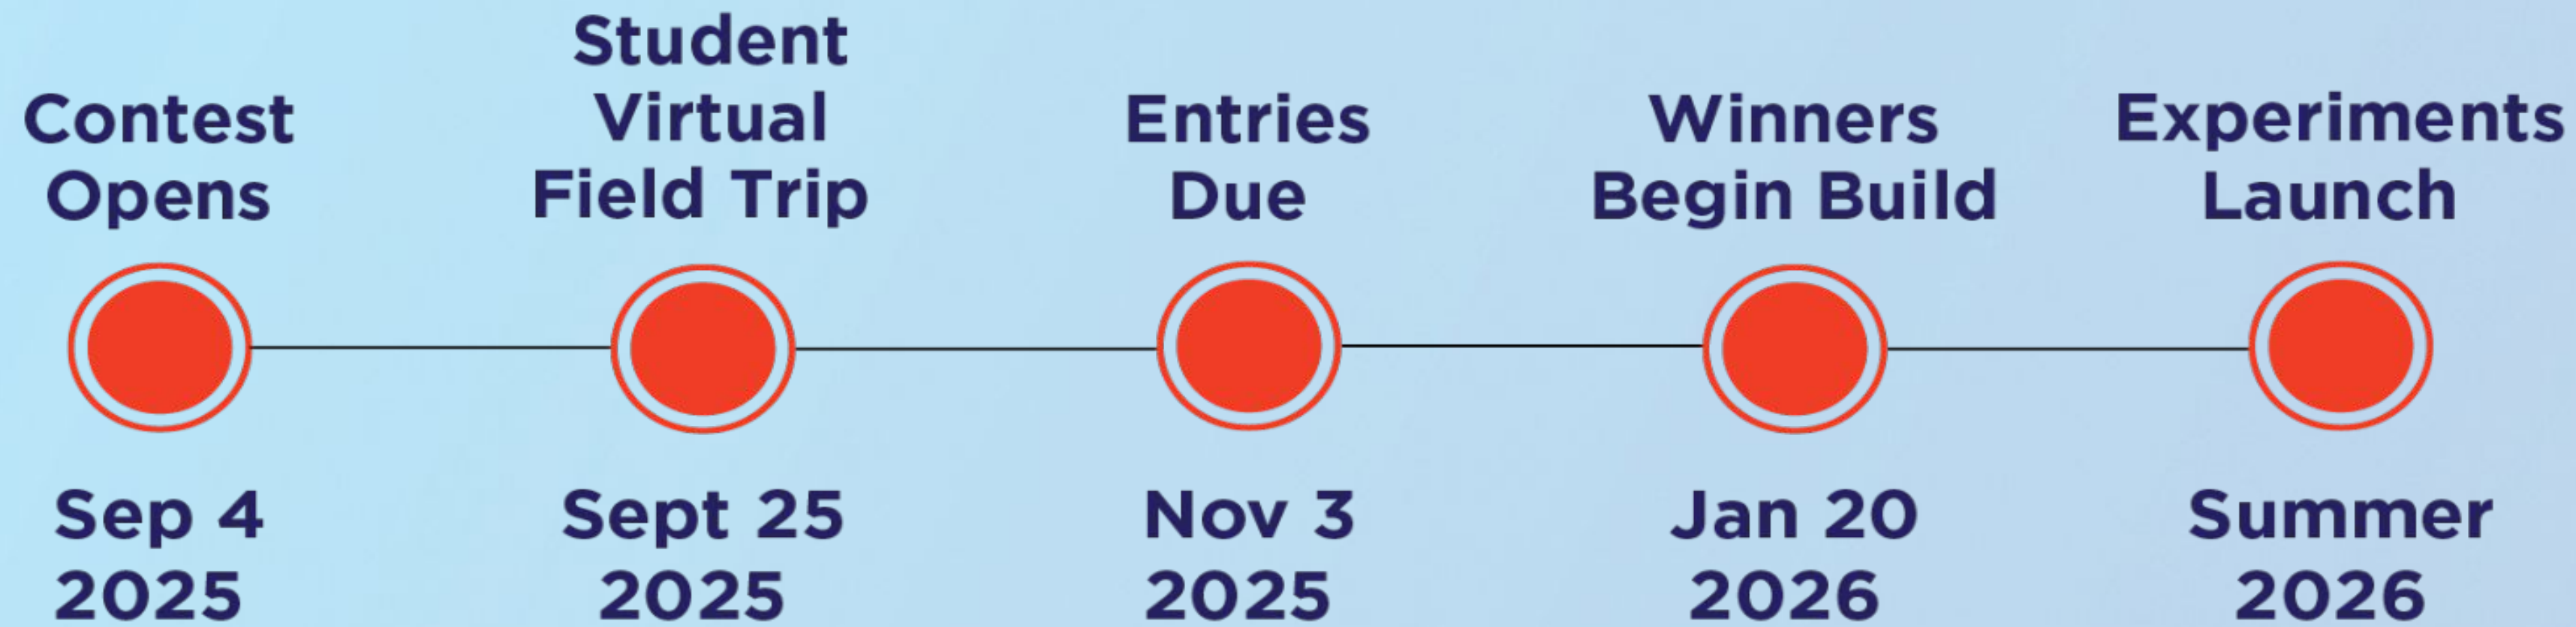 Contest
Opens
Student
Virtual
Field Trip
Entries
Due
Winners
Begin Build
Experiments
Launch
Sep 4
2025
Sept 25
2025
Nov 3
2025
Jan 20
2026
Summer
2026